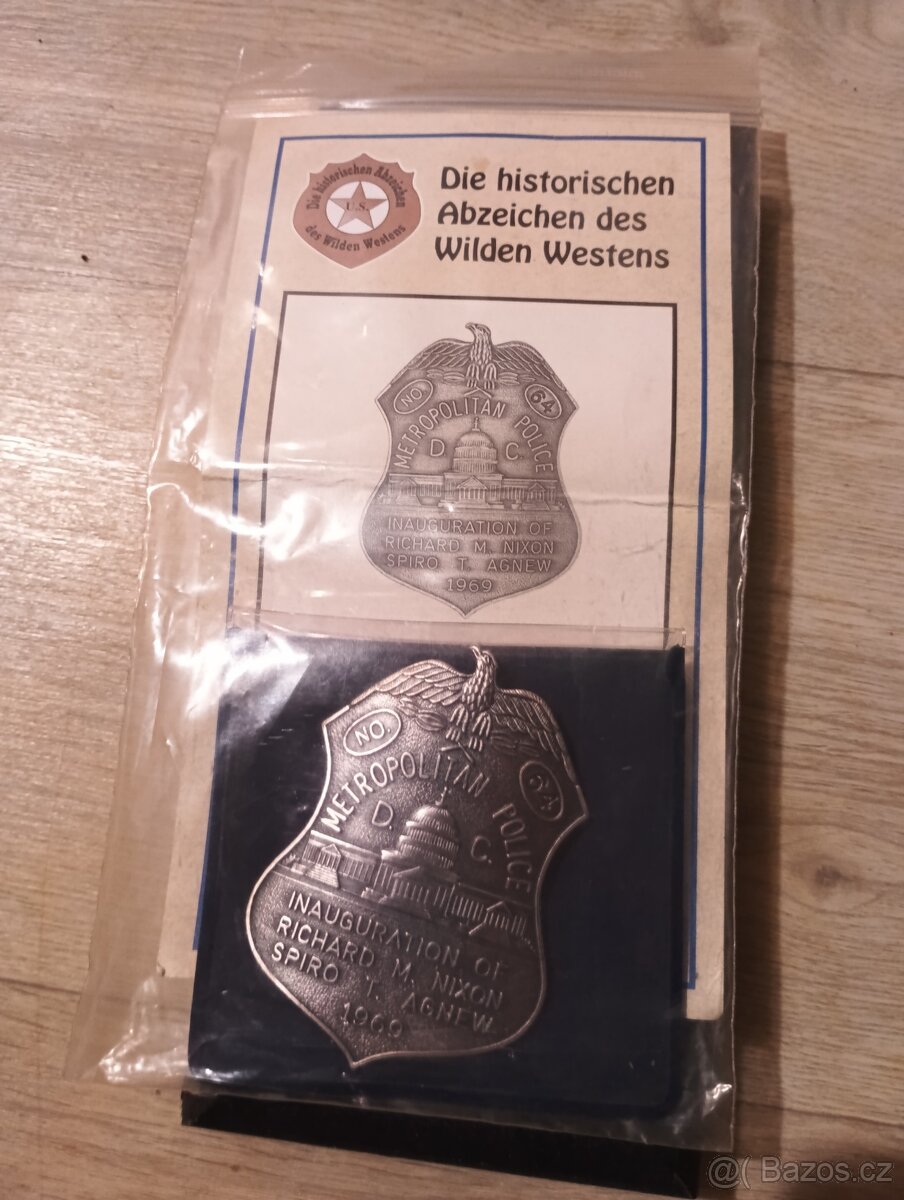 Die historischen Abzeichen
U.S.
des Wilden Westens
Die historischen
Abzeichen des
Wilden Westens
NO. 64
METROPOLITAN POLICE
D. C.
INAUGURATION OF
RICHARD M. NIXON
SPIRO T. AGNEW
1969
NO. 64
METROPOLITAN POLICE
D. C.
INAUGURATION OF
RICHARD M. NIXON
SPIRO T. AGNEW
1969
@( Bazos.cz